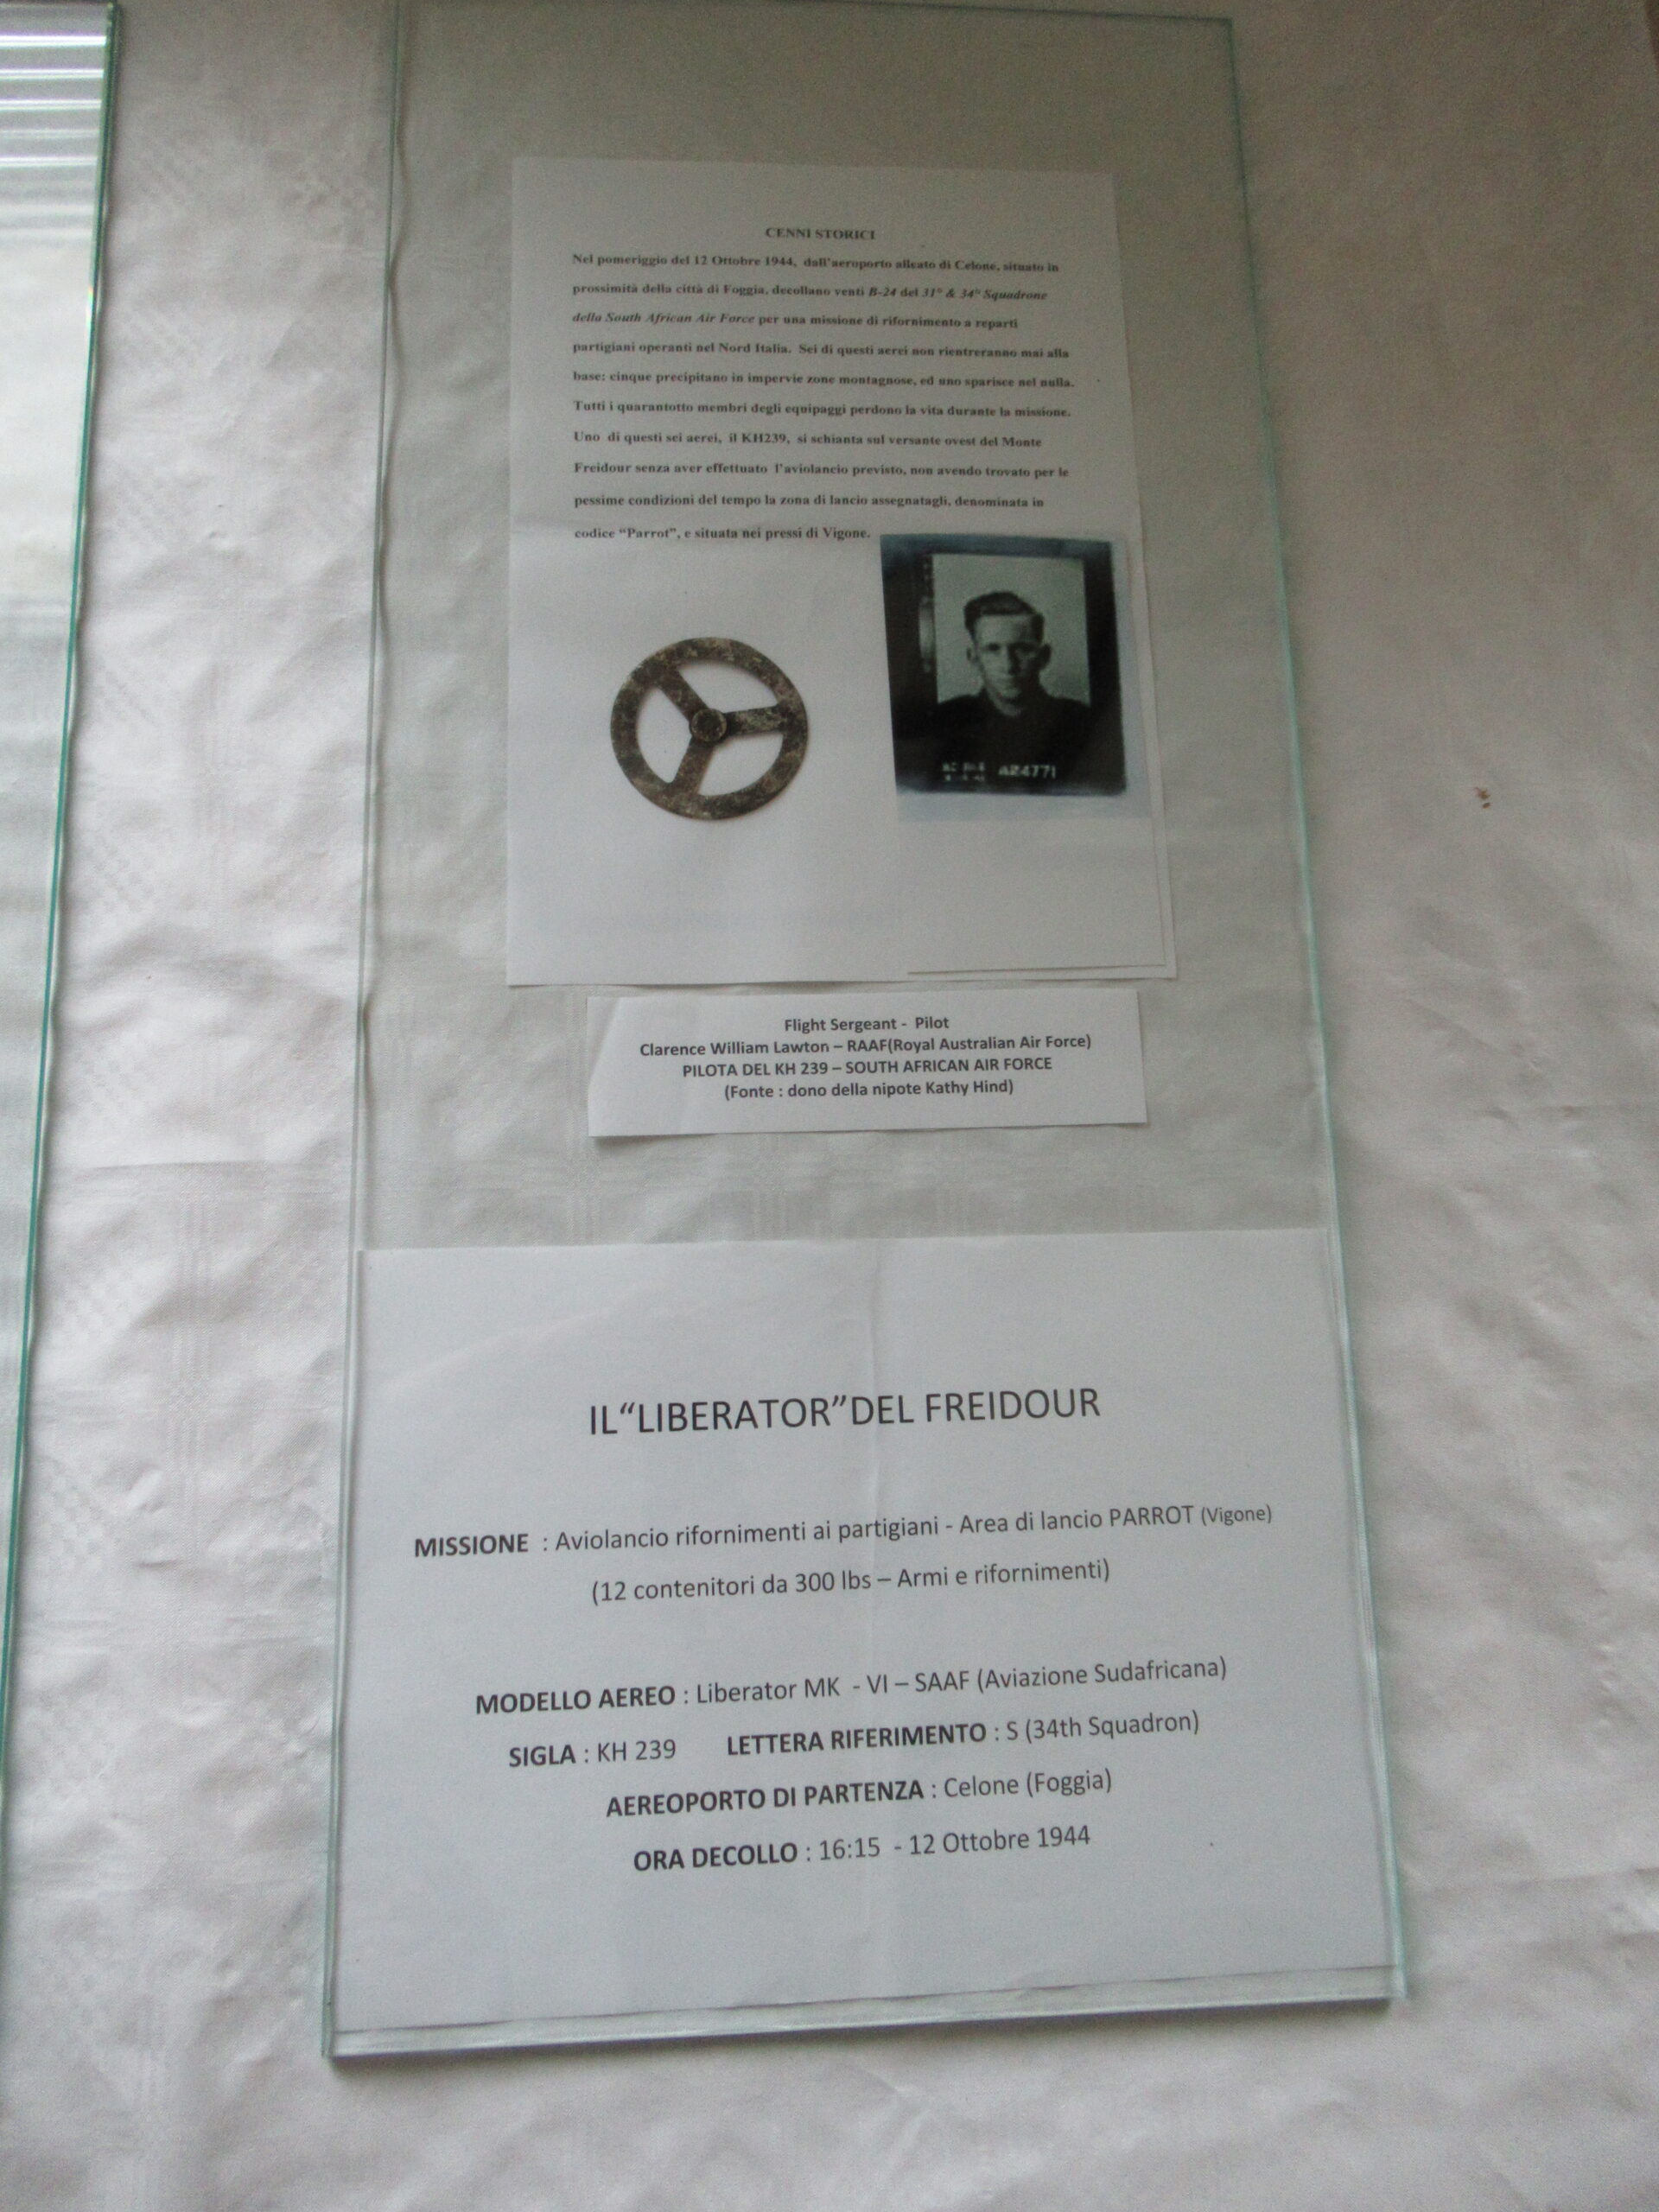 CENNI STORICI
Nel pomeriggio del 12 Ottobre 1944, dall'aeroporto alleato di Celone, situato in
prossimità della città di Foggia, decollano venti B-24 del 31° & 34° Squadrone
della South African Air Force per una missione di rifornimento a reparti
partigiani operanti nel Nord Italia. Sei di questi aerei non rientreranno mai alla
base: cinque precipitano in impervie zone montagnose, ed uno sparisce nel nulla.
Tutti i quarantotto membri degli equipaggi perdono la vita durante la missione.
Uno di questi sei aerei, il KH239, si schianta sul versante ovest del Monte
Freidour senza aver effettuato l'aviolancio previsto, non avendo trovato per le
pessime condizioni del tempo la zona di lancio assegnatagli, denominata in
codice “Parrot”, e situata nei pressi di Vigone.
A24771
Flight Sergeant - Pilot
Clarence William Lawton – RAAF(Royal Australian Air Force)
PILOTA DEL KH 239 – SOUTH AFRICAN AIR FORCE
(Fonte : dono della nipote Kathy Hind)
IL“LIBERATOR”DEL FREIDOUR
MISSIONE : Aviolancio rifornimenti ai partigiani - Area di lancio PARROT (Vigone)
(12 contenitori da 300 lbs – Armi e rifornimenti)
MODELLO AEREO : Liberator MK - VI – SAAF (Aviazione Sudafricana)
SIGLA : KH 239 LETTERA RIFERIMENTO : S (34th Squadron)
AEREOPORTO DI PARTENZA : Celone (Foggia)
ORA DECOLLO : 16:15 - 12 Ottobre 1944